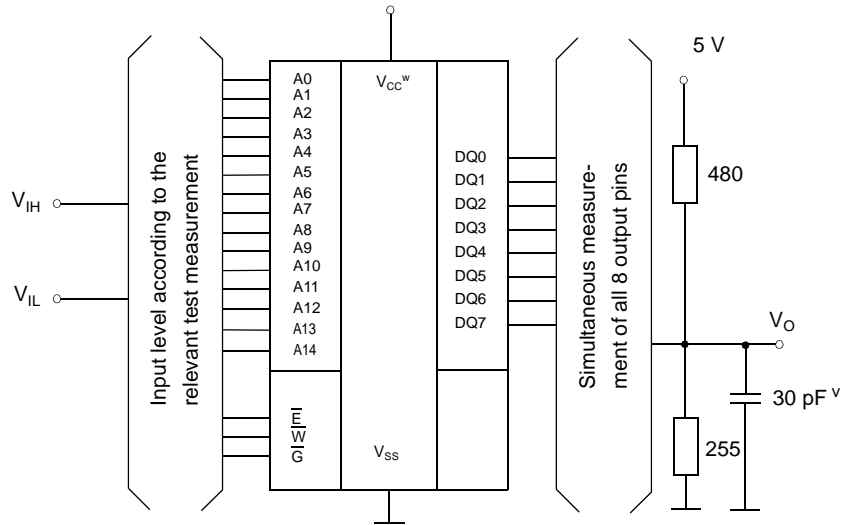 5 V
V_CC^w
A0
A1
A2
A3
A4
A5
A6
A7
A8
A9
A10
A11
A12
A13
A14
E̅
W̅
G̅
V_SS
DQ0
DQ1
DQ2
DQ3
DQ4
DQ5
DQ6
DQ7
V_IH
V_IL
Input level according to the
relevant test measurement
Simultaneous measure-
ment of all 8 output pins
480
V_O
30 pF ^v
255